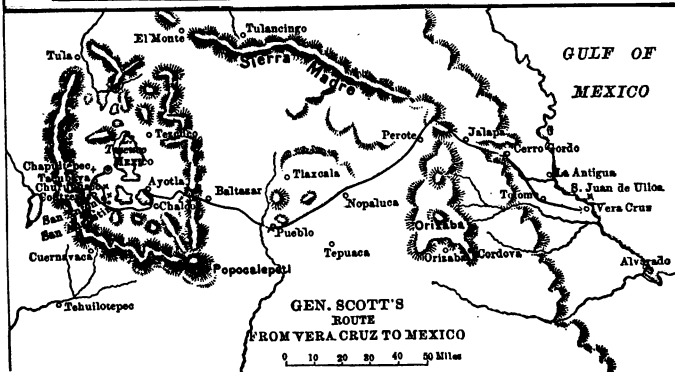 El Monte
Tulancingo
Tula
Sierra Madre
GULF OF
MEXICO
Tezcuco
Mexico
Perote
Jalapa
Cerro Gordo
Chapultepec
La Antigua
Tlaxcala
S. Juan de Ulloa
Ayotla
Baltasar
Nopaluca
Vera Cruz
Chalco
Pueblo
Orizaba
Tepuaca
Orizaba
Cordova
Cuernavaca
Popocalepetl
Alvarado
Tehuilotepec
GEN. SCOTT'S
ROUTE
FROM VERA CRUZ TO MEXICO
0 10 20 30 40 50 Miles